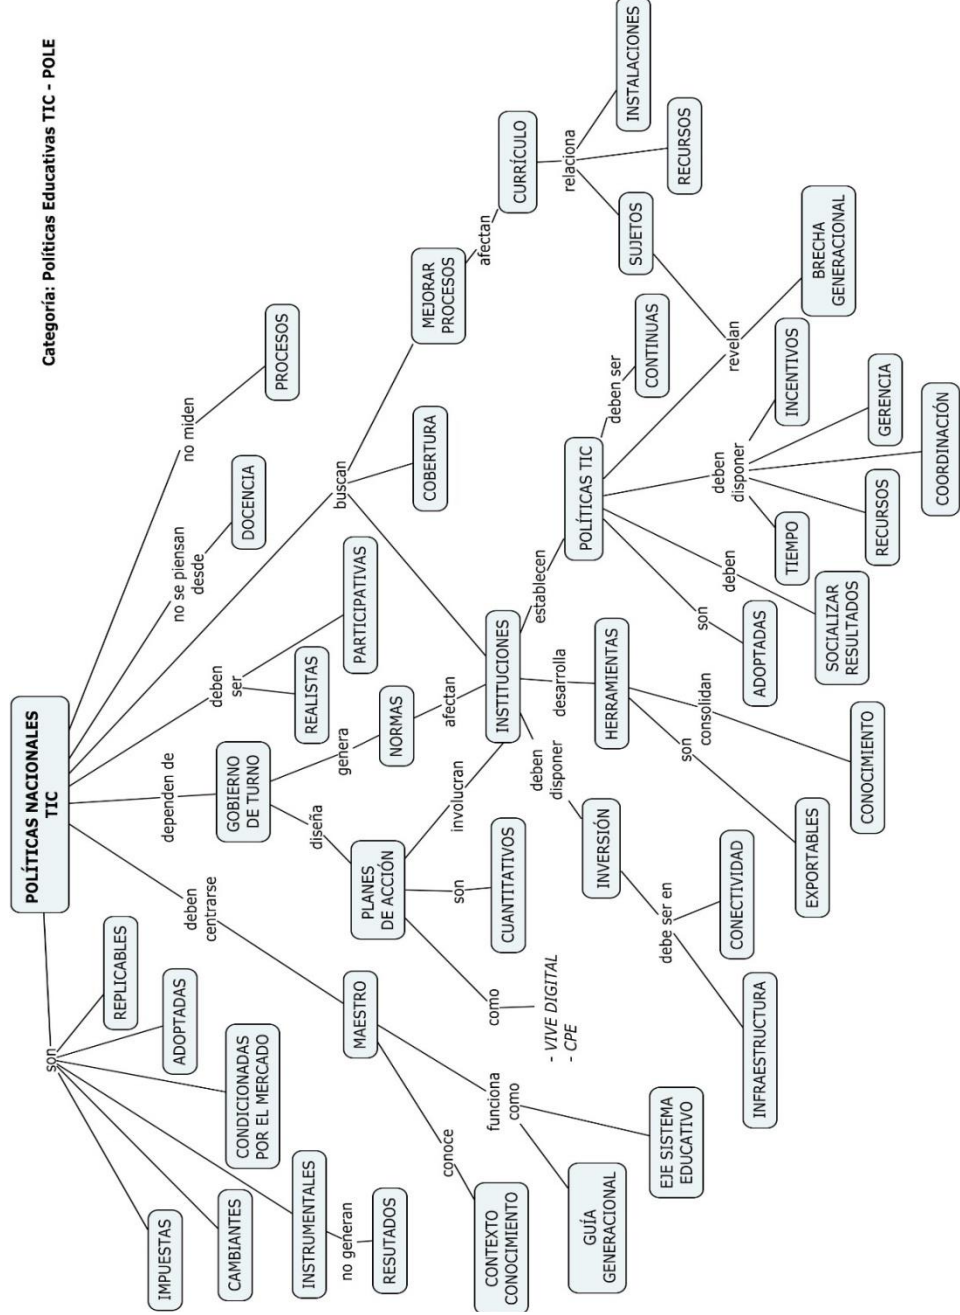 Categoría: Políticas Educativas TIC - POLE
POLÍTICAS NACIONALES
TIC
son
IMPUESTAS
CAMBIANTES
INSTRUMENTALES
no generan
RESUTADOS
CONDICIONADAS
POR EL MERCADO
ADOPTADAS
REPLICABLES
deben
centrarse
MAESTRO
conoce
CONTEXTO
CONOCIMIENTO
funciona
como
GUÍA
GENERACIONAL
EJE SISTEMA
EDUCATIVO
dependen de
GOBIERNO
DE TURNO
diseña
PLANES
DE ACCIÓN
como
- VIVE DIGITAL
- CPE
son
CUANTITATIVOS
involucran
genera
NORMAS
afectan
deben
ser
REALISTAS
PARTICIPATIVAS
buscan
INSTITUCIONES
COBERTURA
MEJORAR
PROCESOS
afectan
CURRÍCULO
relaciona
SUJETOS
RECURSOS
INSTALACIONES
no se piensan
desde
DOCENCIA
no miden
PROCESOS
deben
disponer
INVERSIÓN
debe ser en
INFRAESTRUCTURA
CONECTIVIDAD
desarrolla
HERRAMIENTAS
son
EXPORTABLES
consolidan
CONOCIMIENTO
establecen
POLÍTICAS TIC
son
ADOPTADAS
deben
SOCIALIZAR
RESULTADOS
deben
disponer
TIEMPO
RECURSOS
COORDINACIÓN
GERENCIA
INCENTIVOS
deben ser
CONTINUAS
revelan
BRECHA
GENERACIONAL